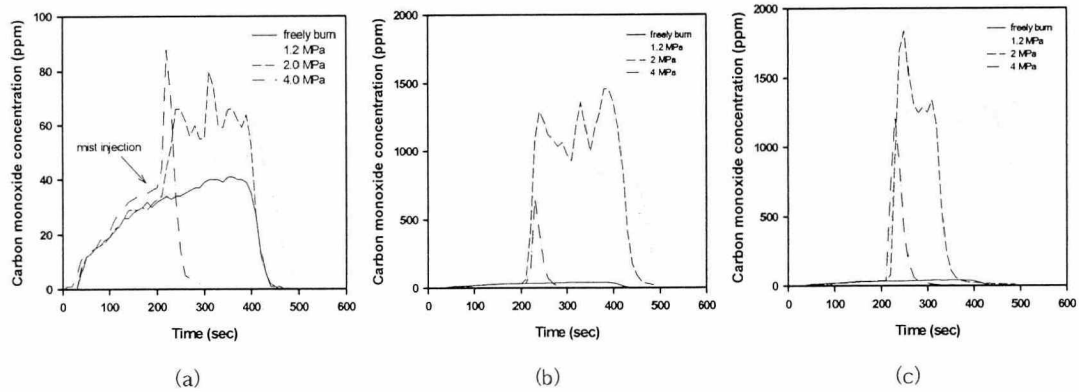 Carbon monoxide concentration (ppm)
100
80
60
40
20
0
freely burn
1.2 MPa
2.0 MPa
4.0 MPa
mist injection
0 100 200 300 400 500 600
Time (sec)
(a)
Carbon monoxide concentration (ppm)
2000
1500
1000
500
0
freely burn
1.2 MPa
2 MPa
4 MPa
0 100 200 300 400 500 600
Time (sec)
(b)
Carbon monoxide concentration (ppm)
2000
1500
1000
500
0
freely burn
1.2 MPa
2 MPa
4 MPa
0 100 200 300 400 500 600
Time (sec)
(c)